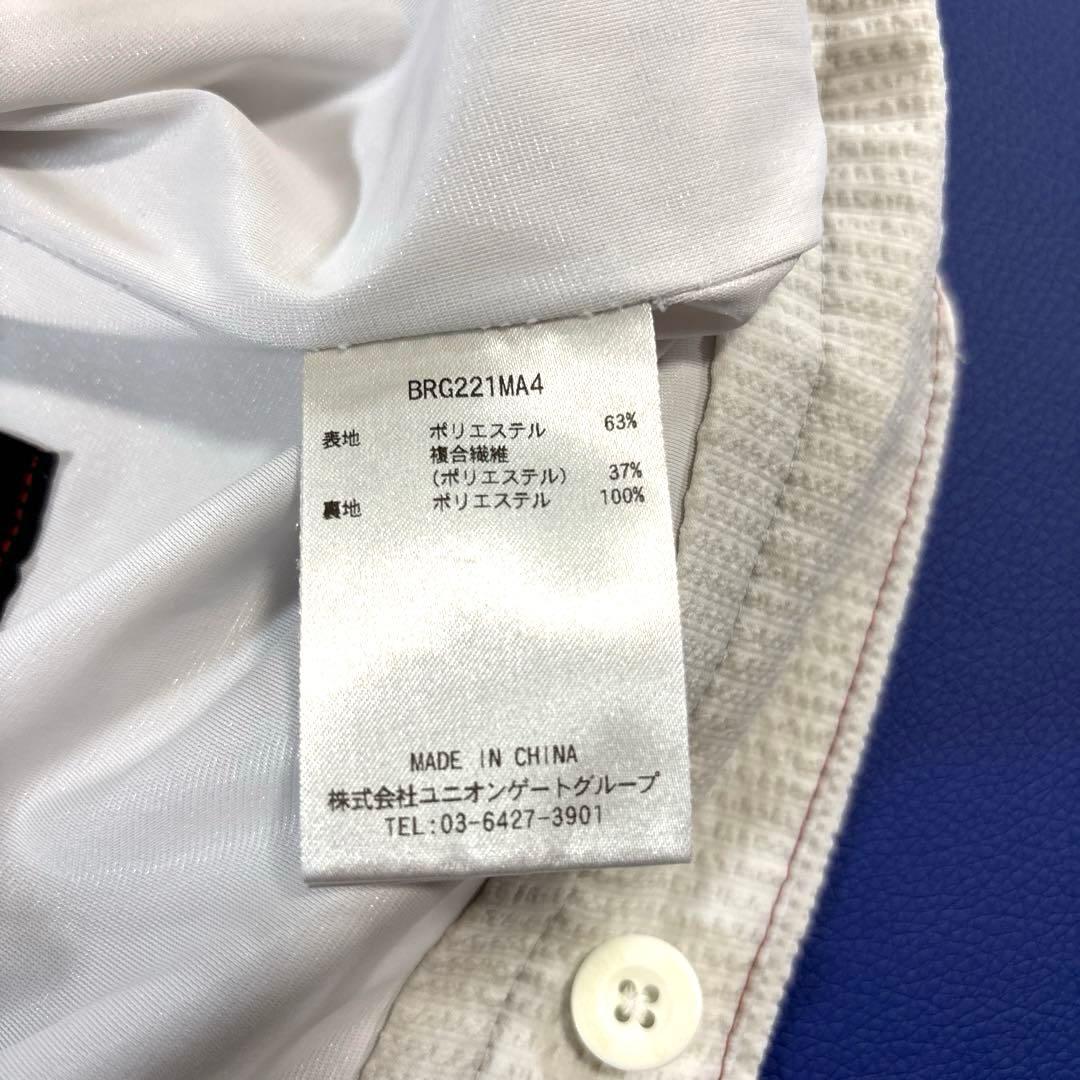 BRG221MA4
表地 ポリエステル 63%
複合繊維
(ポリエステル) 37%
裏地 ポリエステル 100%
MADE IN CHINA
株式会社ユニオンゲートグループ
TEL:03-6427-3901